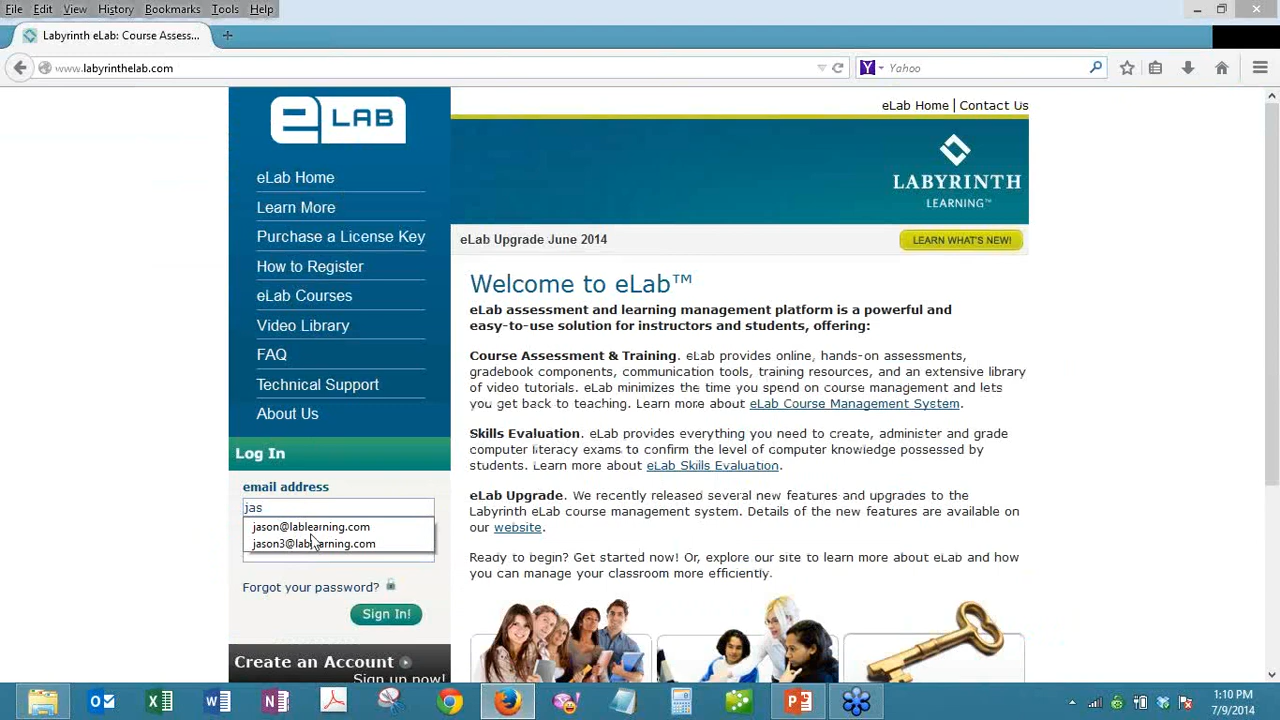 File Edit View History Bookmarks Tools Help
Labyrinth eLab: Course Assess...
www.labyrinthelab.com
Yahoo
eLab Home | Contact Us
e LAB
eLab Home
Learn More
Purchase a License Key
How to Register
eLab Courses
Video Library
FAQ
Technical Support
About Us
LABYRINTH
LEARNING™
eLab Upgrade June 2014
LEARN WHAT'S NEW!
Welcome to eLab™
eLab assessment and learning management platform is a powerful and
easy-to-use solution for instructors and students, offering:
Course Assessment & Training. eLab provides online, hands-on assessments,
gradebook components, communication tools, training resources, and an extensive library
of video tutorials. eLab minimizes the time you spend on course management and lets
you get back to teaching. Learn more about eLab Course Management System.
Skills Evaluation. eLab provides everything you need to create, administer and grade
computer literacy exams to confirm the level of computer knowledge possessed by
students. Learn more about eLab Skills Evaluation.
eLab Upgrade. We recently released several new features and upgrades to the
Labyrinth eLab course management system. Details of the new features are available on
our website.
Ready to begin? Get started now! Or, explore our site to learn more about eLab and how
you can manage your classroom more efficiently.
Log In
email address
jas
jason@lablearning.com
jason3@lablearning.com
Forgot your password?
Sign In!
Create an Account
Sign up now!
1:10 PM
7/9/2014